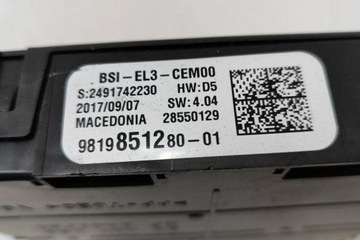 BSI-EL3-CEM00
S:2491742230 HW:D5
2017/09/07 SW:4.04
MACEDONIA 28550129
9819851280-01